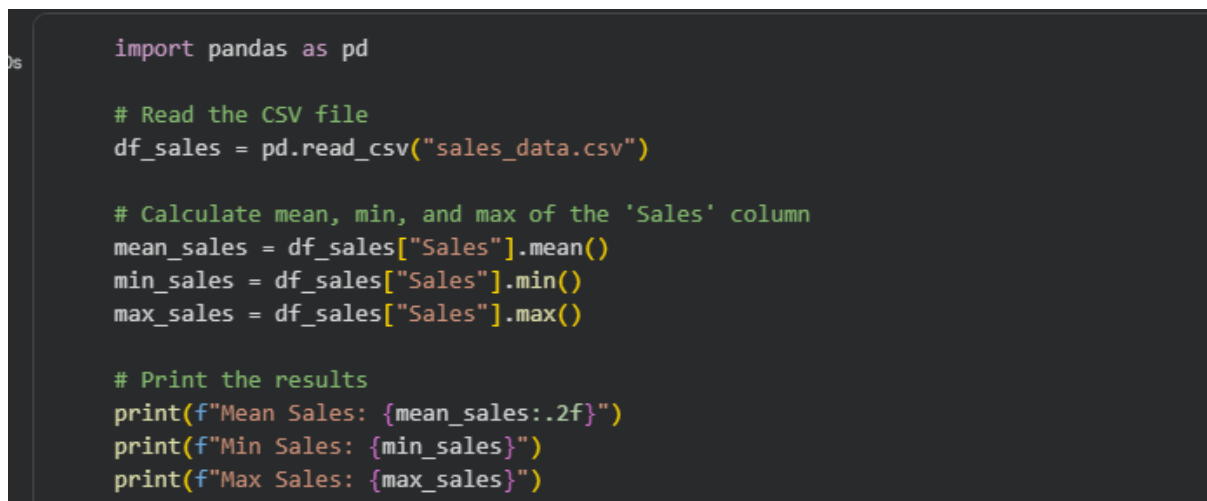 import pandas as pd
# Read the CSV file
df_sales = pd.read_csv("sales_data.csv")
# Calculate mean, min, and max of the 'Sales' column
mean_sales = df_sales["Sales"].mean()
min_sales = df_sales["Sales"].min()
max_sales = df_sales["Sales"].max()
# Print the results
print(f"Mean Sales: {mean_sales:.2f}")
print(f"Min Sales: {min_sales}")
print(f"Max Sales: {max_sales}")